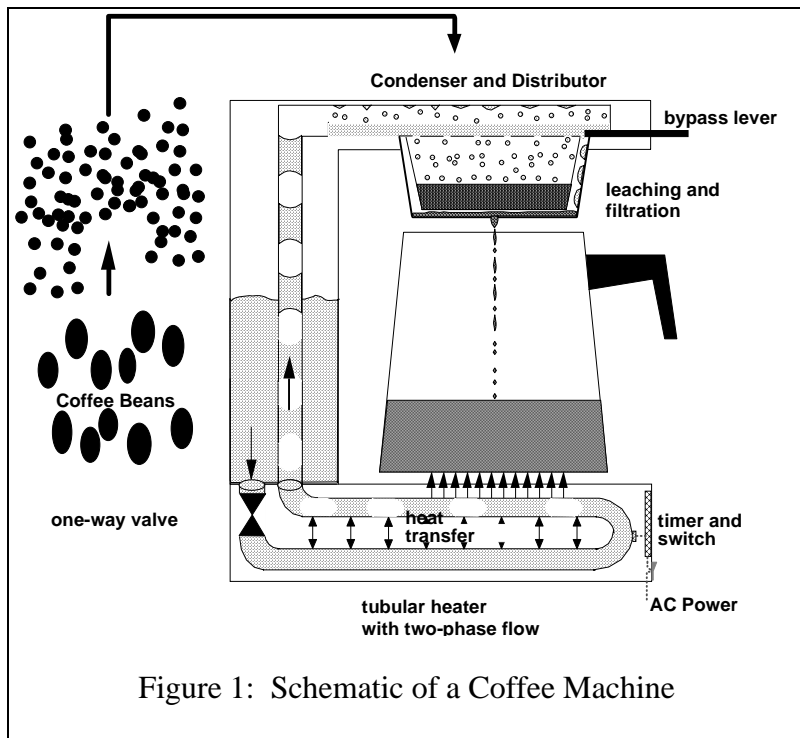 Condenser and Distributor
bypass lever
leaching and
filtration
Coffee Beans
one-way valve
heat
transfer
timer and
switch
AC Power
tubular heater
with two-phase flow
Figure 1: Schematic of a Coffee Machine